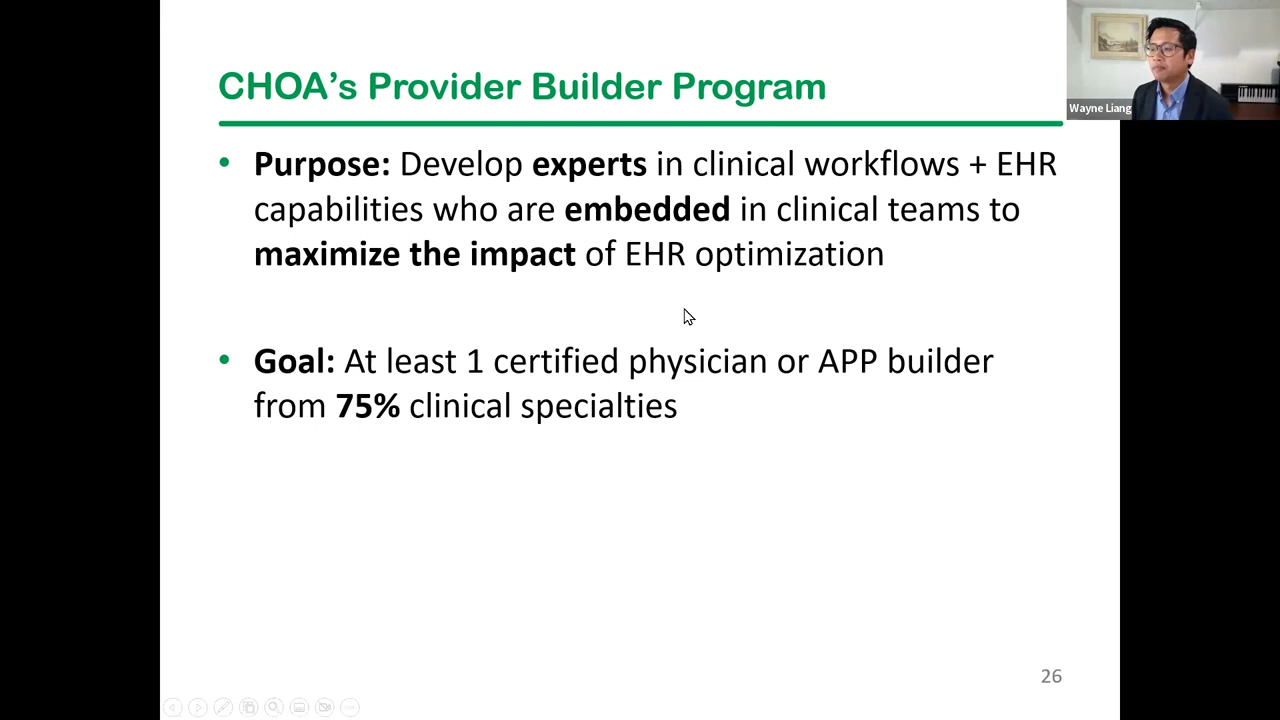 CHOA’s Provider Builder Program
Wayne Liang
• Purpose: Develop experts in clinical workflows + EHR
capabilities who are embedded in clinical teams to
maximize the impact of EHR optimization
• Goal: At least 1 certified physician or APP builder
from 75% clinical specialties
26